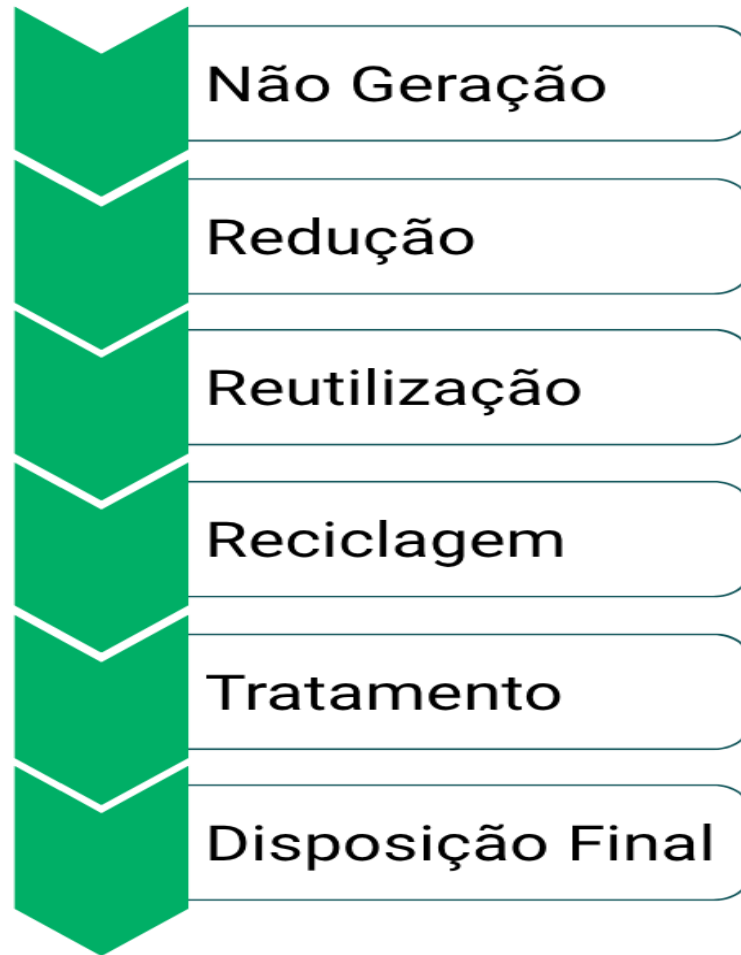 Não Geração
Redução
Reutilização
Reciclagem
Tratamento
Disposição Final